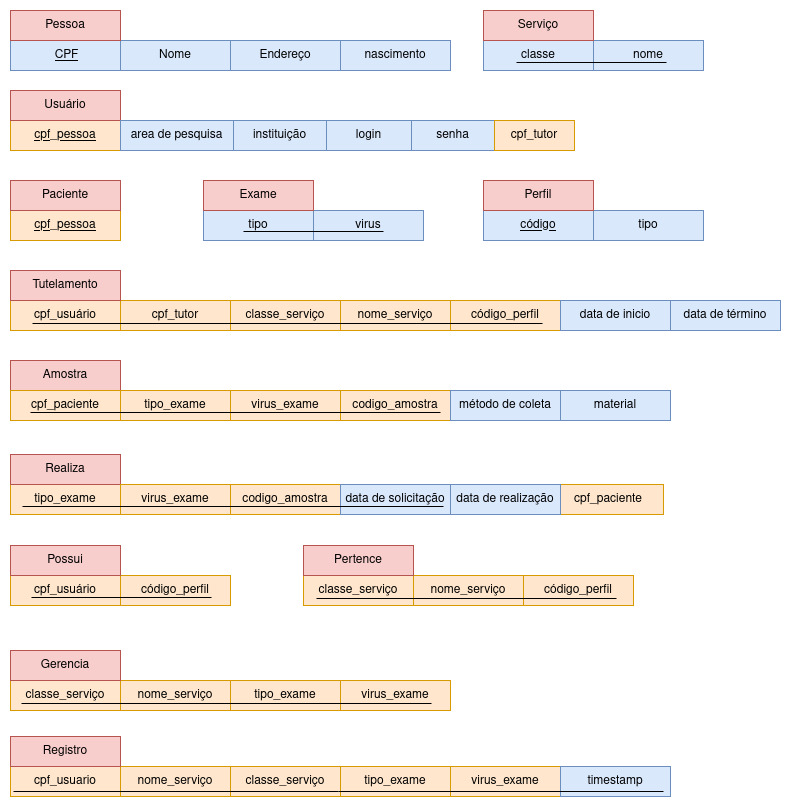 Pessoa Serviço
CPF Nome Endereço nascimento classe nome
Usuário
cpf_pessoa area de pesquisa instituição login senha cpf_tutor
Paciente Exame Perfil
cpf_pessoa tipo virus código tipo
Tutelamento
cpf_usuário cpf_tutor classe_serviço nome_serviço código_perfil data de inicio data de término
Amostra
cpf_paciente tipo_exame virus_exame codigo_amostra método de coleta material
Realiza
tipo_exame virus_exame codigo_amostra data de solicitação data de realização cpf_paciente
Possui Pertence
cpf_usuário código_perfil classe_serviço nome_serviço código_perfil
Gerencia
classe_serviço nome_serviço tipo_exame virus_exame
Registro
cpf_usuario nome_serviço classe_serviço tipo_exame virus_exame timestamp